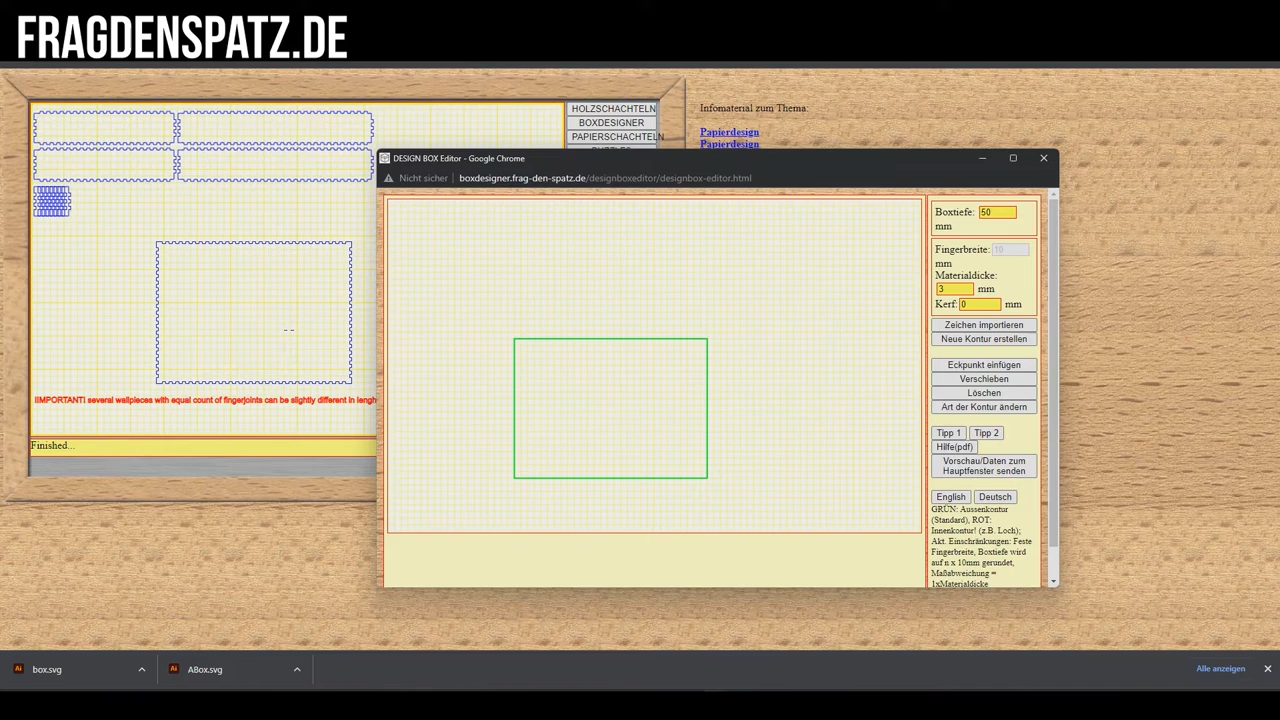 FRAGDENSPATZ.DE
HOLZSCHACHTELN
BOXDESIGNER
PAPIERSCHACHTELN
Infomaterial zum Thema:
Papierdesign
Papierdesign
!IMPORTANT! several wallpieces with equal count of fingerjoints can be slightly different in lengh
Finished...
DESIGN BOX Editor - Google Chrome
Nicht sicher
boxdesigner.frag-den-spatz.de/designboxeditor/designbox-editor.html
Boxtiefe: 50
mm
Fingerbreite: 10
mm
Materialdicke:
3 mm
Kerf: 0 mm
Zeichen importieren
Neue Kontur erstellen
Eckpunkt einfügen
Verschieben
Löschen
Art der Kontur ändern
Tipp 1 Tipp 2
Hilfe(pdf)
Vorschau/Daten zum
Hauptfenster senden
English Deutsch
GRÜN: Aussenkontur
(Standard), ROT:
Innenkontur! (z.B. Loch);
Akt. Einschränkungen: Feste
Fingerbreite, Boxtiefe wird
auf n x 10mm gerundet,
Maßabweichung =
1xMaterialdicke
box.svg
ABox.svg
Alle anzeigen